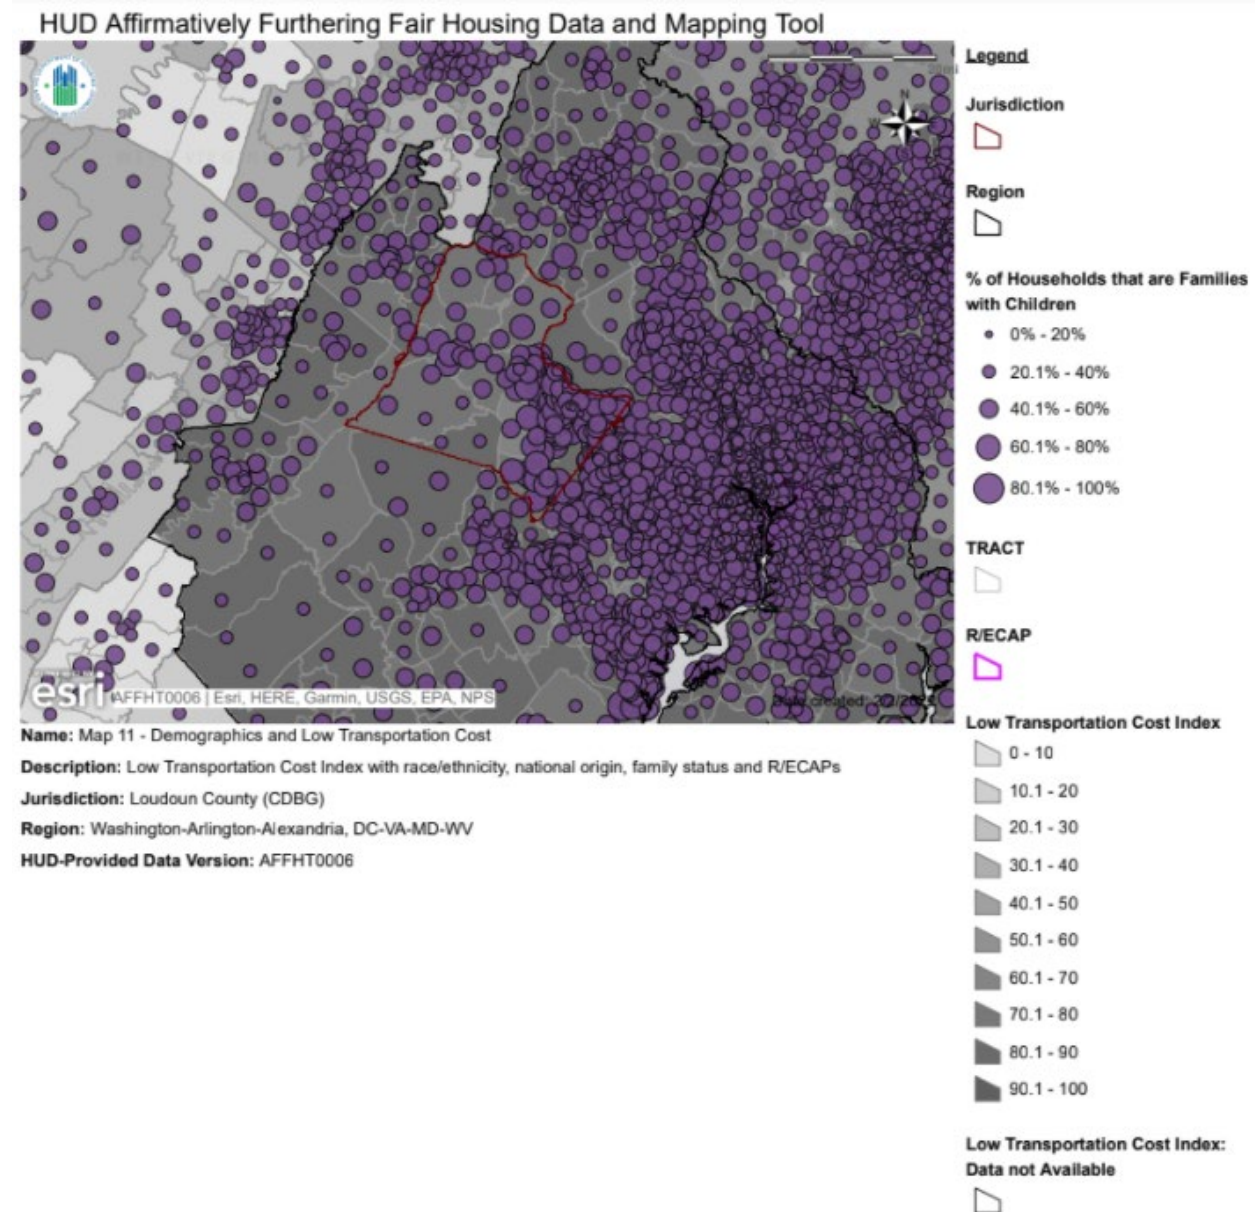 HUD Affirmatively Furthering Fair Housing Data and Mapping Tool
N
esri
AFFHT0006 | Esri, HERE, Garmin, USGS, EPA, NPS
Name: Map 11 - Demographics and Low Transportation Cost
Description: Low Transportation Cost Index with race/ethnicity, national origin, family status and R/ECAPs
Jurisdiction: Loudoun County (CDBG)
Region: Washington-Arlington-Alexandria, DC-VA-MD-WV
HUD-Provided Data Version: AFFHT0006
Legend
Jurisdiction
Region
% of Households that are Families
with Children
0% - 20%
20.1% - 40%
40.1% - 60%
60.1% - 80%
80.1% - 100%
TRACT
R/ECAP
Low Transportation Cost Index
0 - 10
10.1 - 20
20.1 - 30
30.1 - 40
40.1 - 50
50.1 - 60
60.1 - 70
70.1 - 80
80.1 - 90
90.1 - 100
Low Transportation Cost Index:
Data not Available